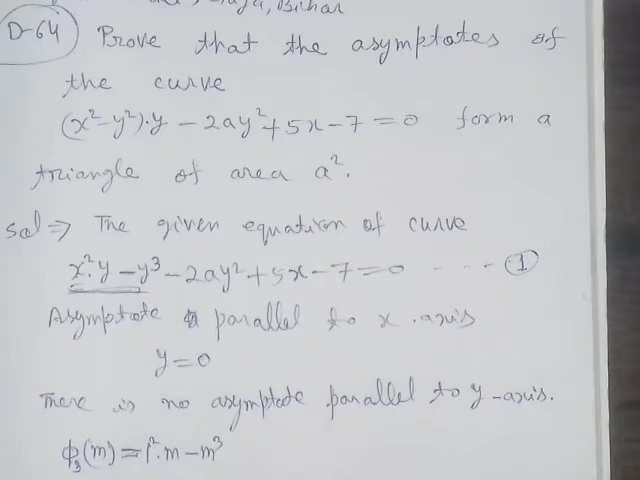 Bihar
D-64 Prove that the asymptotes of
the curve
(x²-y²).y - 2ay² + 5x - 7 = 0 form a
triangle of area a².
Sol ⇒ The given equation of curve
x².y - y³ - 2ay² + 5x - 7 = 0 - - - - - ①
Asymptote parallel to x.axis
y = 0
There is no asymptote parallel to y-axis.
ϕ₃(m) = 1².m - m³